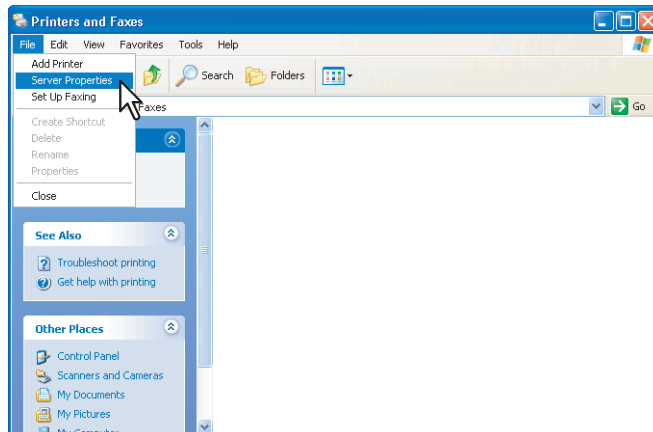 Printers and Faxes
File Edit View Favorites Tools Help
Add Printer
Server Properties
Set Up Faxing
Create Shortcut
Delete
Rename
Properties
Close
Search Folders
Faxes
Go
See Also
Troubleshoot printing
Get help with printing
Other Places
Control Panel
Scanners and Cameras
My Documents
My Pictures
My Computer